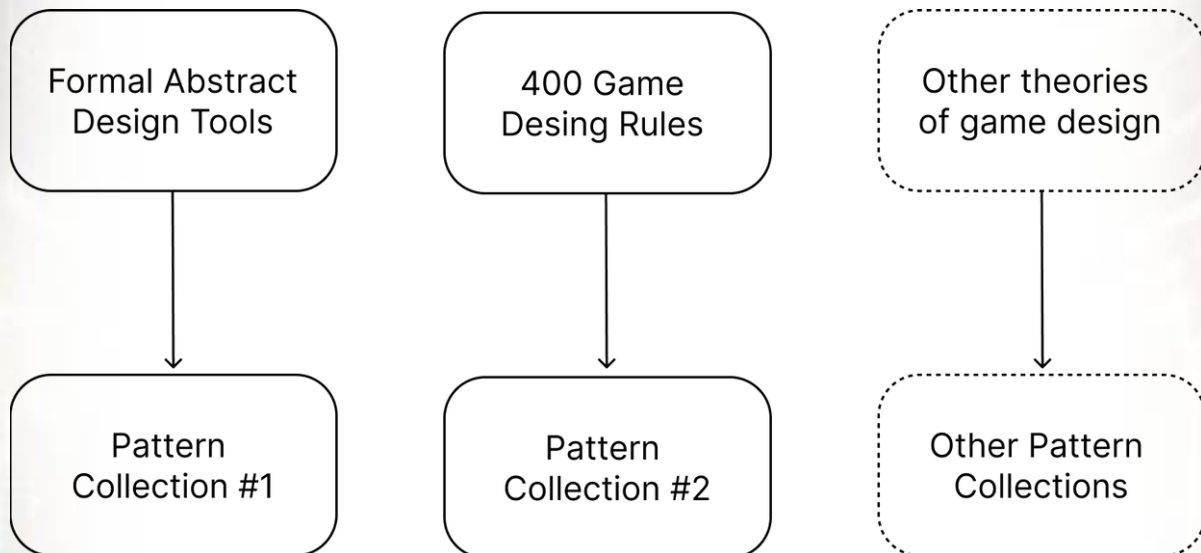 Formal Abstract
Design Tools
400 Game
Desing Rules
Other theories
of game design
Pattern
Collection #1
Pattern
Collection #2
Other Pattern
Collections